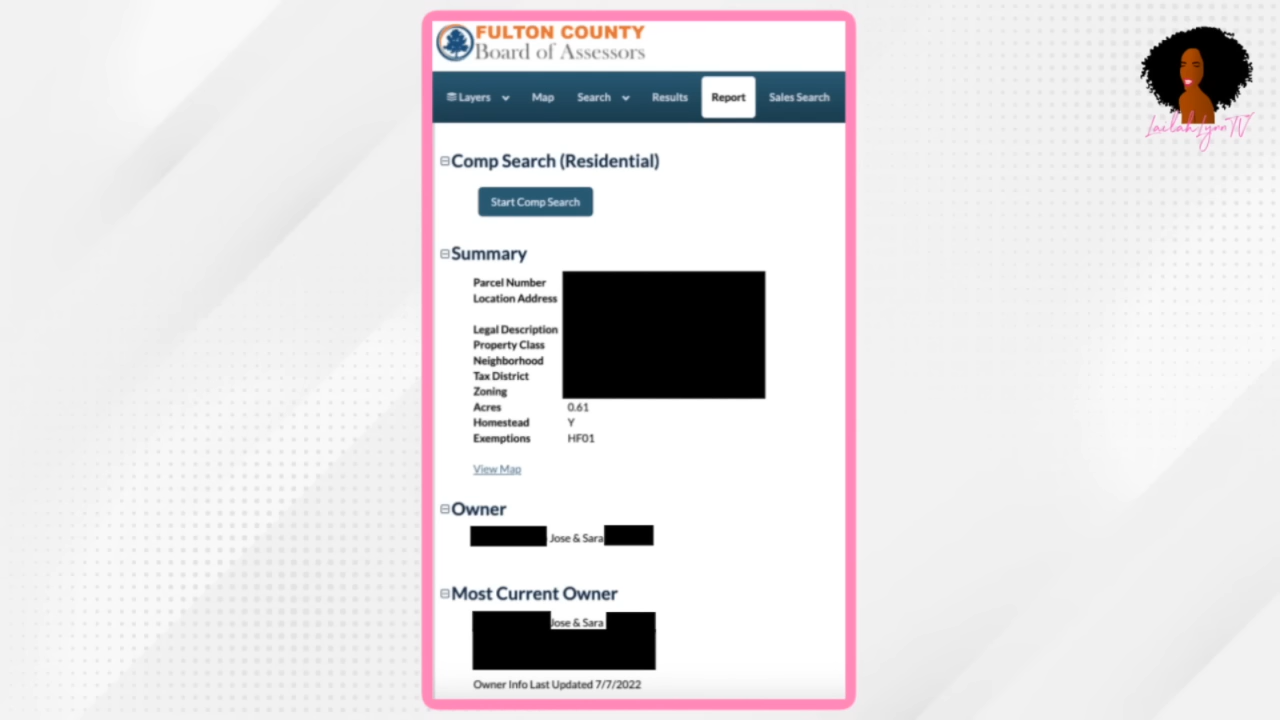 FULTON COUNTY
Board of Assessors
LaelahLynnTV
Layers Map Search Results Report Sales Search
Comp Search (Residential)
Start Comp Search
Summary
Parcel Number
Location Address
Legal Description
Property Class
Neighborhood
Tax District
Zoning
Acres 0.61
Homestead Y
Exemptions HF01
View Map
Owner
Jose & Sara
Most Current Owner
Jose & Sara
Owner Info Last Updated 7/7/2022